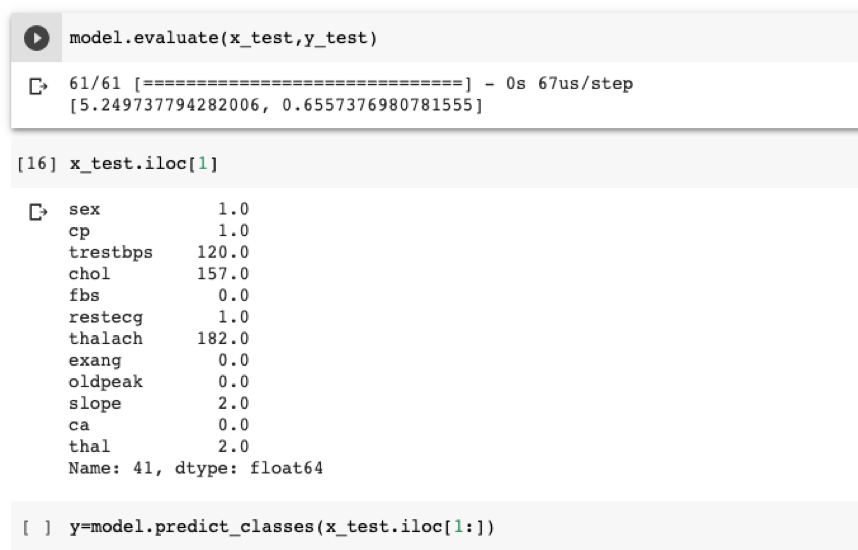 model.evaluate(x_test,y_test)
61/61 [==============================] - 0s 67us/step
[5.249737794282006, 0.6557376980781555]
[16] x_test.iloc[1]
sex 1.0
cp 1.0
trestbps 120.0
chol 157.0
fbs 0.0
restecg 1.0
thalach 182.0
exang 0.0
oldpeak 0.0
slope 2.0
ca 0.0
thal 2.0
Name: 41, dtype: float64
[ ] y=model.predict_classes(x_test.iloc[1:])